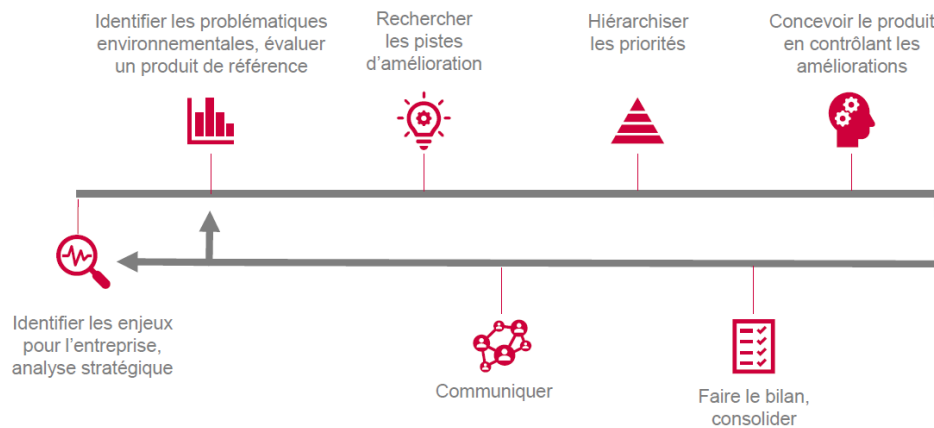 Identifier les problématiques
environnementales, évaluer
un produit de référence
Rechercher
les pistes
d’amélioration
Hiérarchiser
les priorités
Concevoir le produit
en contrôlant les
améliorations
Identifier les enjeux
pour l’entreprise,
analyse stratégique
Communiquer
Faire le bilan,
consolider